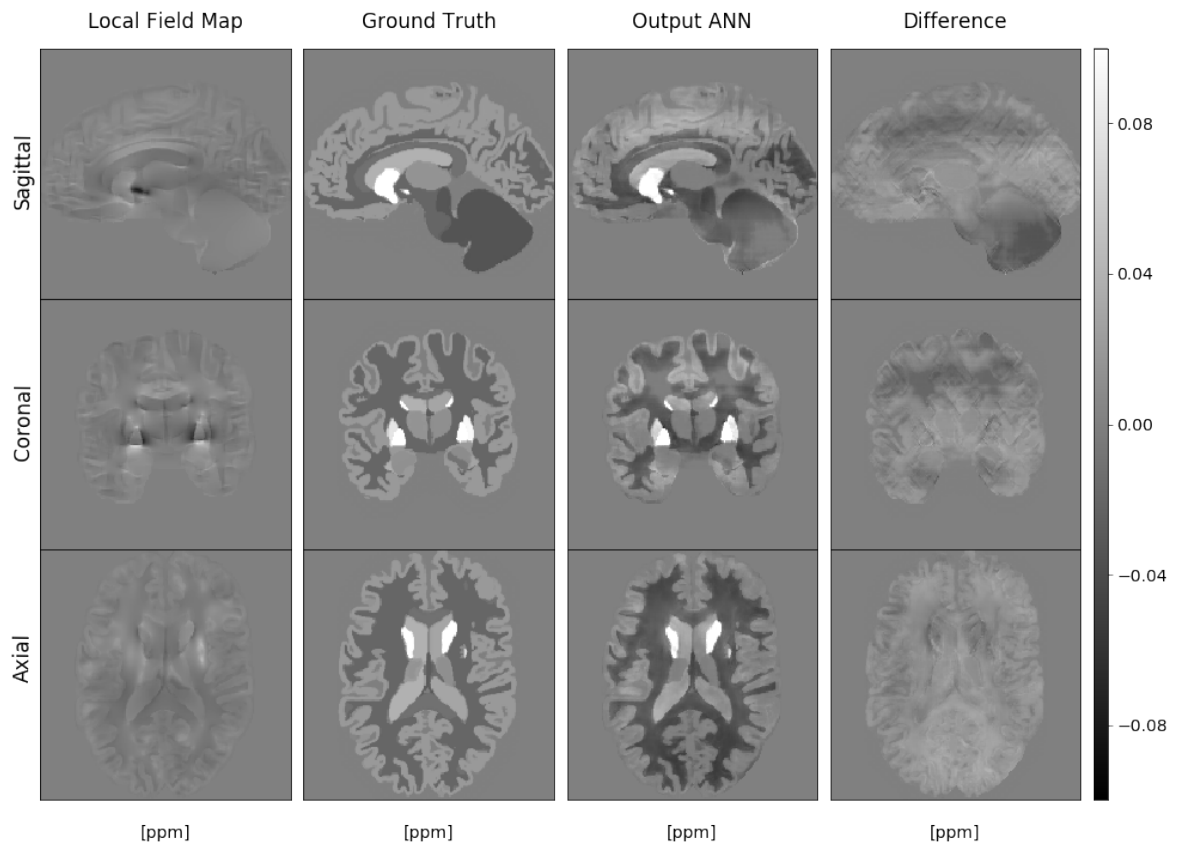 Local Field Map
Ground Truth
Output ANN
Difference
Sagittal
Coronal
Axial
0.08
0.04
0.00
−0.04
−0.08
[ppm]
[ppm]
[ppm]
[ppm]